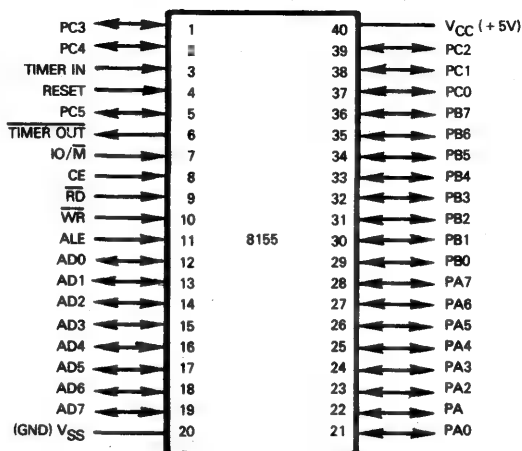 PC3 1 40 VCC (+5V)
PC4 39 PC2
TIMER IN 3 38 PC1
RESET 4 37 PC0
PC5 5 36 PB7
TIMER OUT 6 35 PB6
IO/M 7 34 PB5
CE 8 33 PB4
RD 9 32 PB3
WR 10 31 PB2
ALE 11 8155 30 PB1
AD0 12 29 PB0
AD1 13 28 PA7
AD2 14 27 PA6
AD3 15 26 PA5
AD4 16 25 PA4
AD5 17 24 PA3
AD6 18 23 PA2
AD7 19 22 PA
(GND) VSS 20 21 PA0